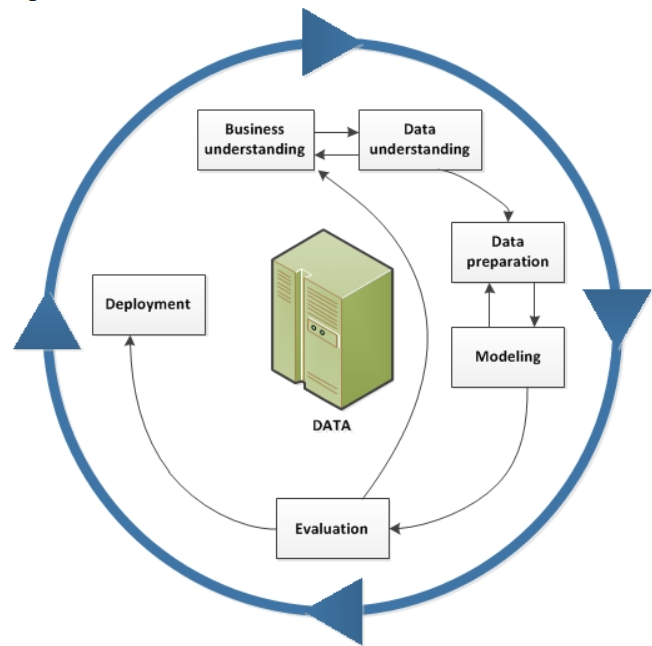 Business
understanding
Data
understanding
Data
preparation
Deployment
Modeling
DATA
Evaluation